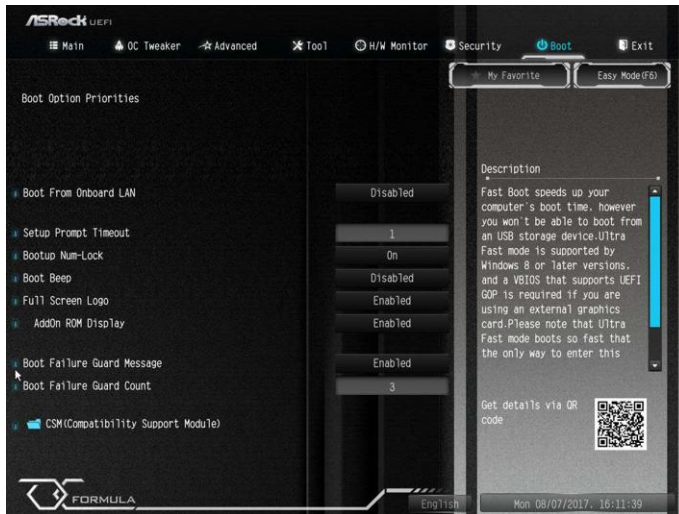 ASRock UEFI
Main OC Tweaker Advanced Tool H/W Monitor Security Boot Exit
My Favorite Easy Mode(F6)
Boot Option Priorities
Boot From Onboard LAN Disabled
Setup Prompt Timeout 1
Bootup Num-Lock On
Boot Beep Disabled
Full Screen Logo Enabled
AddOn ROM Display Enabled
Boot Failure Guard Message Enabled
Boot Failure Guard Count 3
CSM(Compatibility Support Module)
Description
Fast Boot speeds up your
computer`s boot time, however
you won't be able to boot from
an USB storage device.Ultra
Fast mode is supported by
Windows 8 or later versions,
and a VBIOS that supports UEFI
GOP is required if you are
using an external graphics
card.Please note that Ultra
Fast mode boots so fast that
the only way to enter this
Get details via QR
code
FORMULA
English Mon 08/07/2017, 16:11:39